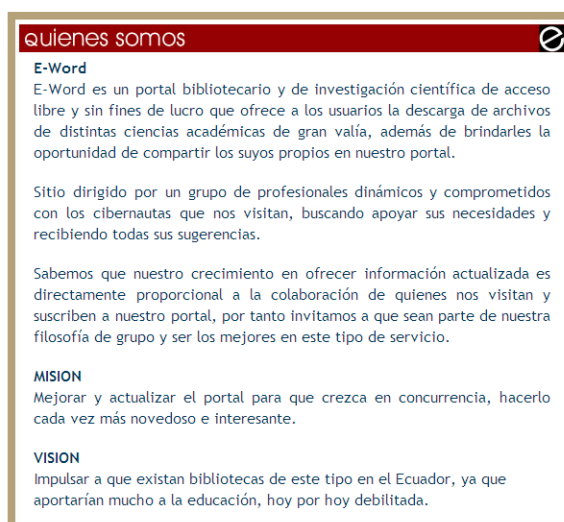 quienes somos
e
E-Word
E-Word es un portal bibliotecario y de investigación científica de acceso
libre y sin fines de lucro que ofrece a los usuarios la descarga de archivos
de distintas ciencias académicas de gran valía, además de brindarles la
oportunidad de compartir los suyos propios en nuestro portal.
Sitio dirigido por un grupo de profesionales dinámicos y comprometidos
con los cibernautas que nos visitan, buscando apoyar sus necesidades y
recibiendo todas sus sugerencias.
Sabemos que nuestro crecimiento en ofrecer información actualizada es
directamente proporcional a la colaboración de quienes nos visitan y
suscriben a nuestro portal, por tanto invitamos a que sean parte de nuestra
filosofía de grupo y ser los mejores en este tipo de servicio.
MISION
Mejorar y actualizar el portal para que crezca en concurrencia, hacerlo
cada vez más novedoso e interesante.
VISION
Impulsar a que existan bibliotecas de este tipo en el Ecuador, ya que
aportarían mucho a la educación, hoy por hoy debilitada.